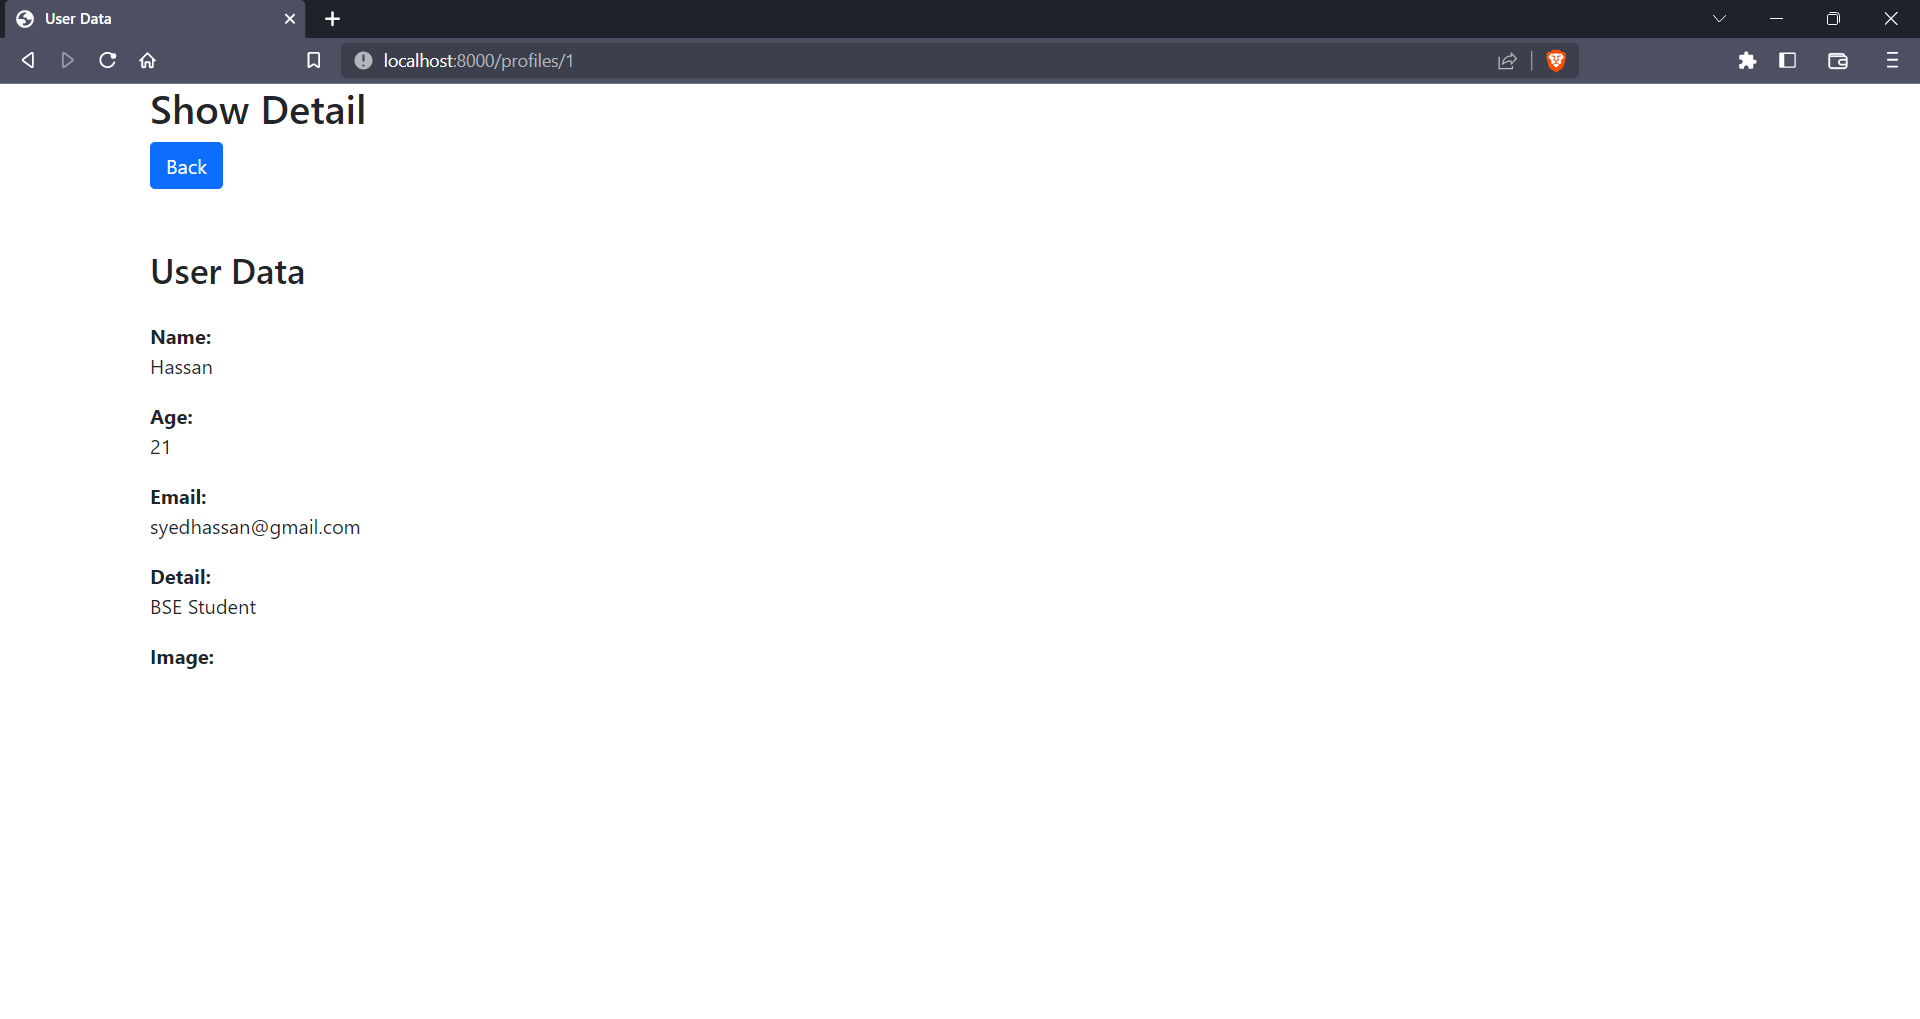 User Data
localhost:8000/profiles/1
Show Detail
Back
User Data
Name:
Hassan
Age:
21
Email:
syedhassan@gmail.com
Detail:
BSE Student
Image: